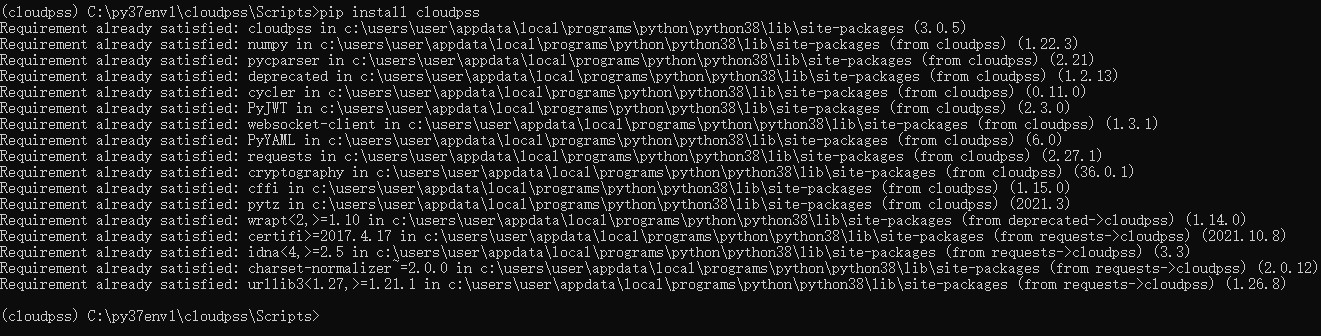 (cloudpss) C:\py37env1\cloudpss\Scripts>pip install cloudpss
Requirement already satisfied: cloudpss in c:\users\user\appdata\local\programs\python\python38\lib\site-packages (3.0.5)
Requirement already satisfied: numpy in c:\users\user\appdata\local\programs\python\python38\lib\site-packages (from cloudpss) (1.22.3)
Requirement already satisfied: pycparser in c:\users\user\appdata\local\programs\python\python38\lib\site-packages (from cloudpss) (2.21)
Requirement already satisfied: deprecated in c:\users\user\appdata\local\programs\python\python38\lib\site-packages (from cloudpss) (1.2.13)
Requirement already satisfied: cycler in c:\users\user\appdata\local\programs\python\python38\lib\site-packages (from cloudpss) (0.11.0)
Requirement already satisfied: PyJWT in c:\users\user\appdata\local\programs\python\python38\lib\site-packages (from cloudpss) (2.3.0)
Requirement already satisfied: websocket-client in c:\users\user\appdata\local\programs\python\python38\lib\site-packages (from cloudpss) (1.3.1)
Requirement already satisfied: PyYAML in c:\users\user\appdata\local\programs\python\python38\lib\site-packages (from cloudpss) (6.0)
Requirement already satisfied: requests in c:\users\user\appdata\local\programs\python\python38\lib\site-packages (from cloudpss) (2.27.1)
Requirement already satisfied: cryptography in c:\users\user\appdata\local\programs\python\python38\lib\site-packages (from cloudpss) (36.0.1)
Requirement already satisfied: cffi in c:\users\user\appdata\local\programs\python\python38\lib\site-packages (from cloudpss) (1.15.0)
Requirement already satisfied: pytz in c:\users\user\appdata\local\programs\python\python38\lib\site-packages (from cloudpss) (2021.3)
Requirement already satisfied: wrapt<2,>=1.10 in c:\users\user\appdata\local\programs\python\python38\lib\site-packages (from deprecated->cloudpss) (1.14.0)
Requirement already satisfied: certifi>=2017.4.17 in c:\users\user\appdata\local\programs\python\python38\lib\site-packages (from requests->cloudpss) (2021.10.8)
Requirement already satisfied: idna<4,>=2.5 in c:\users\user\appdata\local\programs\python\python38\lib\site-packages (from requests->cloudpss) (3.3)
Requirement already satisfied: charset-normalizer~=2.0.0 in c:\users\user\appdata\local\programs\python\python38\lib\site-packages (from requests->cloudpss) (2.0.12)
Requirement already satisfied: urllib3<1.27,>=1.21.1 in c:\users\user\appdata\local\programs\python\python38\lib\site-packages (from requests->cloudpss) (1.26.8)
(cloudpss) C:\py37env1\cloudpss\Scripts>